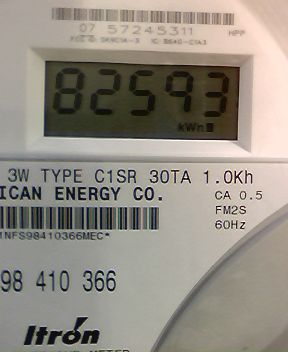 07 57245311 HPP
82593
kWh
3W TYPE C1SR 30TA 1.0Kh
ICAN ENERGY CO. CA 0.5
FM2S
60Hz
1NFS98410366MEC*
98 410 366
Itrón